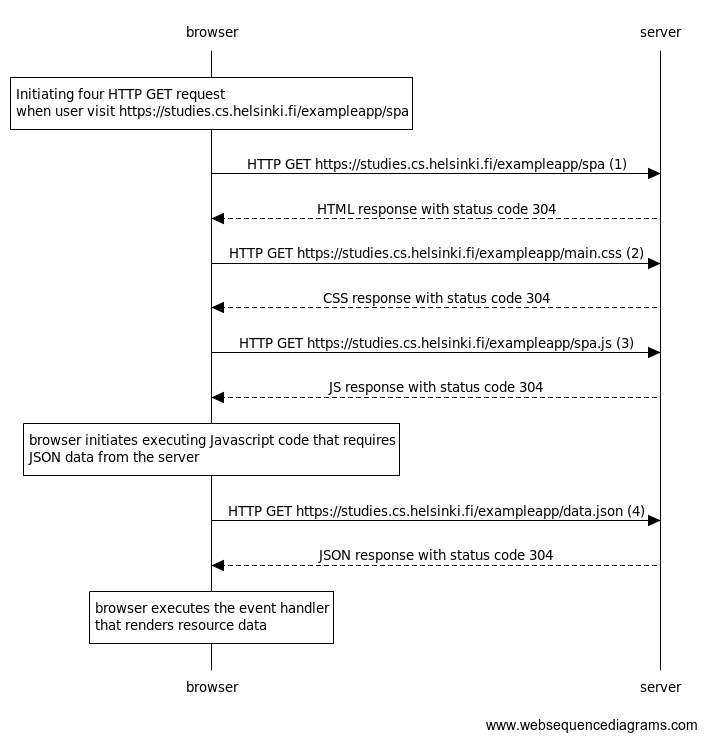 browser
server
Initiating four HTTP GET request
when user visit https://studies.cs.helsinki.fi/exampleapp/spa
HTTP GET https://studies.cs.helsinki.fi/exampleapp/spa (1)
HTML response with status code 304
HTTP GET https://studies.cs.helsinki.fi/exampleapp/main.css (2)
CSS response with status code 304
HTTP GET https://studies.cs.helsinki.fi/exampleapp/spa.js (3)
JS response with status code 304
browser initiates executing Javascript code that requires
JSON data from the server
HTTP GET https://studies.cs.helsinki.fi/exampleapp/data.json (4)
JSON response with status code 304
browser executes the event handler
that renders resource data
browser
server
www.websequencediagrams.com